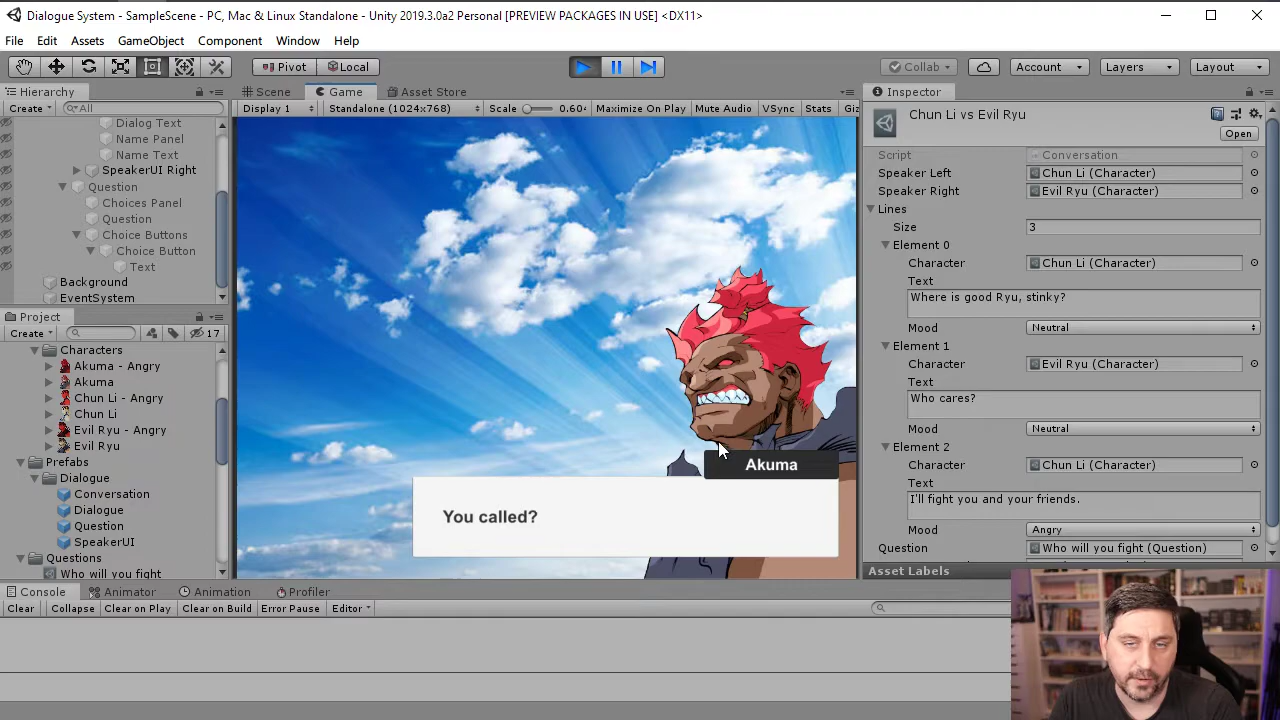 Dialogue System - SampleScene - PC, Mac & Linux Standalone - Unity 2019.3.0a2 Personal [PREVIEW PACKAGES IN USE] <DX11>
File Edit Assets GameObject Component Window Help
Pivot Local Collab Account Layers Layout
Hierarchy
Create All
Dialog Text
Name Panel
Name Text
SpeakerUI Right
Question
Choices Panel
Question
Choice Buttons
Choice Button
Text
Background
EventSystem
Project
Create 17
Characters
Akuma - Angry
Akuma
Chun Li - Angry
Chun Li
Evil Ryu - Angry
Evil Ryu
Prefabs
Dialogue
Conversation
Dialogue
Question
SpeakerUI
Questions
Who will you fight
Scene Game Asset Store
Display 1 Standalone (1024x768) Scale 0.604 Maximize On Play Mute Audio VSync Stats Giz
Akuma
You called?
Inspector
Chun Li vs Evil Ryu
Open
Script Conversation
Speaker Left Chun Li (Character)
Speaker Right Evil Ryu (Character)
Lines
Size 3
Element 0
Character Chun Li (Character)
Text
Where is good Ryu, stinky?
Mood Neutral
Element 1
Character Evil Ryu (Character)
Text
Who cares?
Mood Neutral
Element 2
Character Chun Li (Character)
Text
I'll fight you and your friends.
Mood Angry
Question Who will you fight (Question)
Asset Labels
Console Animator Animation Profiler
Clear Collapse Clear on Play Clear on Build Error Pause Editor